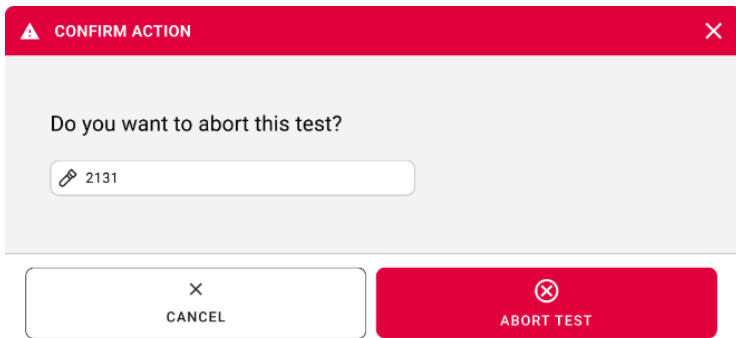 CONFIRM ACTION
Do you want to abort this test?
2131
CANCEL
ABORT TEST